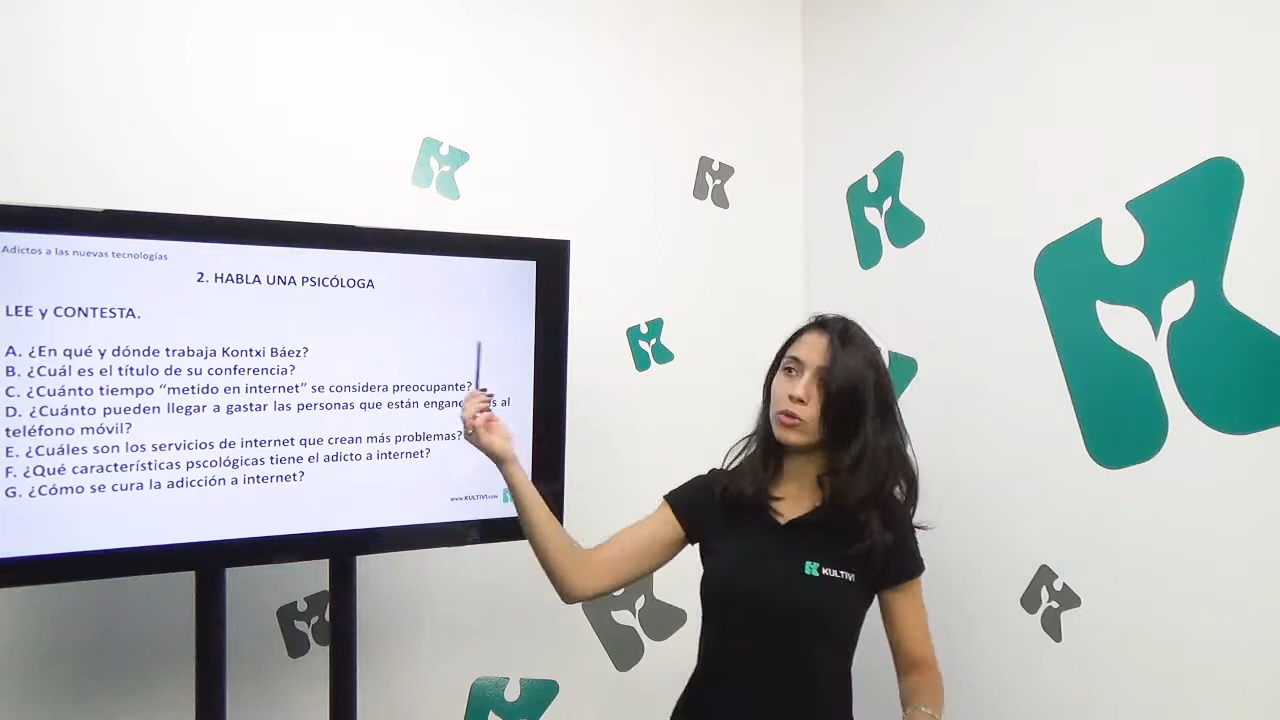 Adictos a las nuevas tecnologías
2. HABLA UNA PSICÓLOGA
LEE y CONTESTA.
A. ¿En qué y dónde trabaja Kontxi Báez?
B. ¿Cuál es el título de su conferencia?
C. ¿Cuánto tiempo “metido en internet” se considera preocupante?
D. ¿Cuánto pueden llegar a gastar las personas que están al
teléfono móvil?
E. ¿Cuáles son los servicios de internet que crean más problemas?
F. ¿Qué características pscológicas tiene el adicto a internet?
G. ¿Cómo se cura la adicción a internet?
www.KULTIVI.COM
KULTIVI